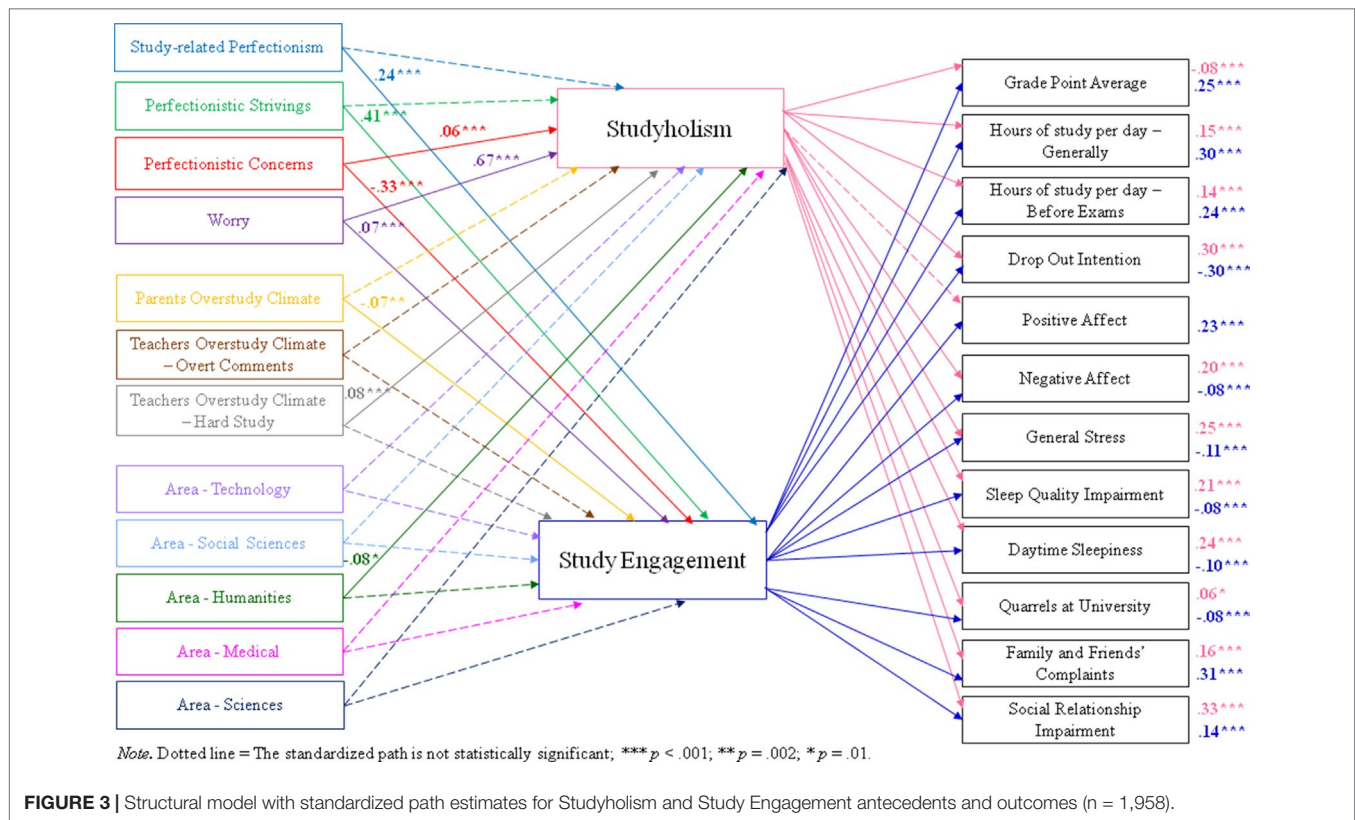 Study-related Perfectionism
Perfectionistic Strivings
Perfectionistic Concerns
Worry
Parents Overstudy Climate
Teachers Overstudy Climate
– Overt Comments
Teachers Overstudy Climate
– Hard Study
Area - Technology
Area - Social Sciences
Area - Humanities
Area - Medical
Area - Sciences
.24***
.41***
.06***
.67***
-.33***
.07***
-.07**
.08***
-.08*
Studyholism
Study Engagement
Grade Point Average
-.08***
.25***
Hours of study per day –
Generally
.15***
.30***
Hours of study per day –
Before Exams
.14***
.24***
Drop Out Intention
.30***
-.30***
Positive Affect
.23***
Negative Affect
.20***
-.08***
General Stress
.25***
-.11***
Sleep Quality Impairment
.21***
-.08***
Daytime Sleepiness
.24***
-.10***
Quarrels at University
.06*
-.08***
Family and Friends’
Complaints
.16***
.31***
Social Relationship
Impairment
.33***
.14***
Note. Dotted line = The standardized path is not statistically significant; *** p < .001; ** p = .002; * p = .01.
FIGURE 3 | Structural model with standardized path estimates for Studyholism and Study Engagement antecedents and outcomes (n = 1,958).